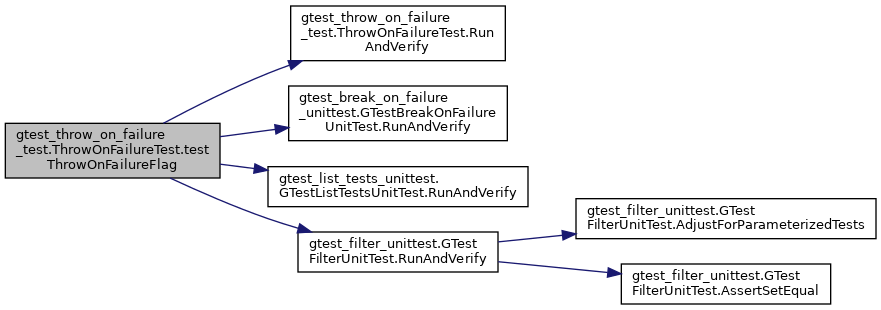 gtest_throw_on_failure
_test.ThrowOnFailureTest.test
ThrowOnFailureFlag
gtest_throw_on_failure
_test.ThrowOnFailureTest.Run
AndVerify
gtest_break_on_failure
_unittest.GTestBreakOnFailure
UnitTest.RunAndVerify
gtest_list_tests_unittest.
GTestListTestsUnitTest.RunAndVerify
gtest_filter_unittest.GTest
FilterUnitTest.RunAndVerify
gtest_filter_unittest.GTest
FilterUnitTest.AdjustForParameterizedTests
gtest_filter_unittest.GTest
FilterUnitTest.AssertSetEqual